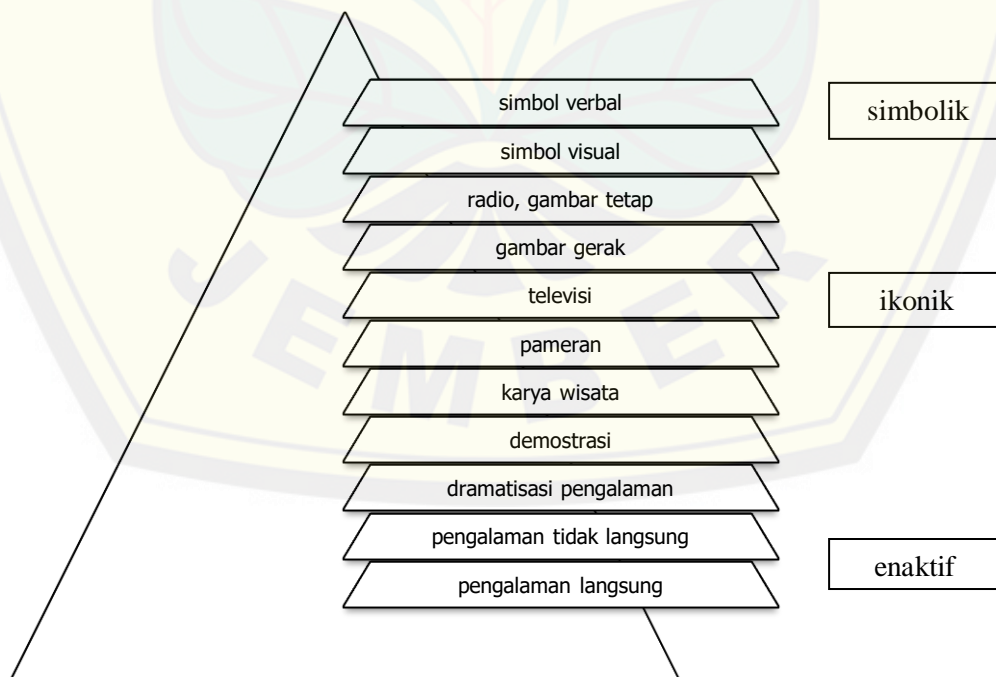 simbol verbal
simbolik
simbol visual
radio, gambar tetap
gambar gerak
televisi
ikonik
pameran
karya wisata
demostrasi
dramatisasi pengalaman
pengalaman tidak langsung
enaktif
pengalaman langsung
JEMBER